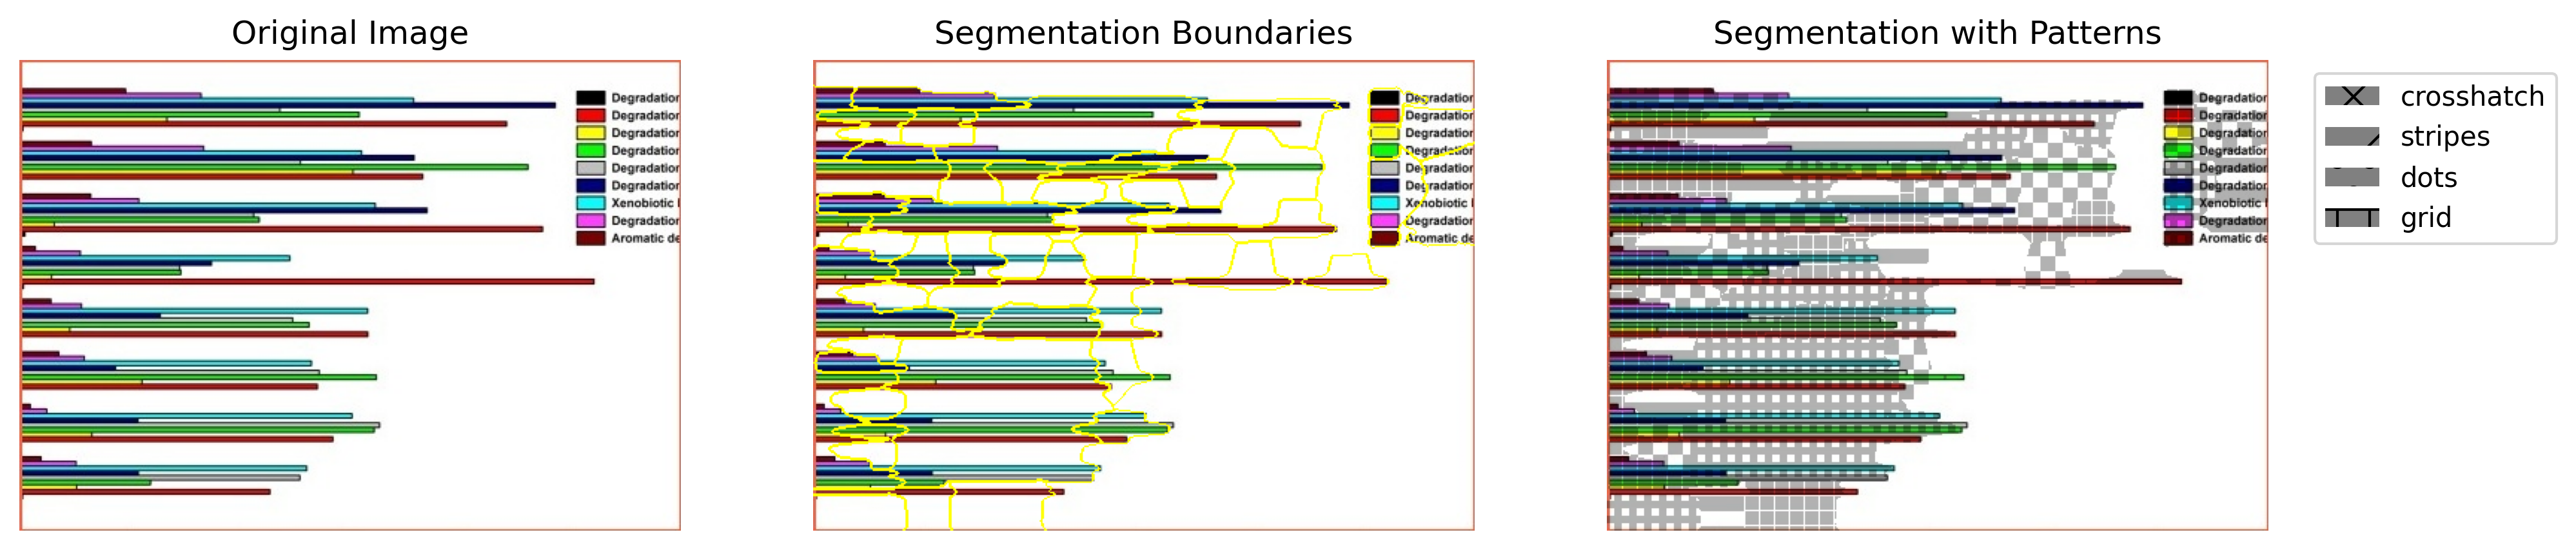 Original Image
Degradation
Degradation
Degradation
Degradation
Degradation
Degradation
Xenobiotic
Degradation
Aromatic de
Segmentation Boundaries
Degradation
Degradation
Degradation
Degradation
Degradation
Degradation
Xenobiotic
Degradation
Aromatic de
Segmentation with Patterns
Degradation
Degradation
Degradation
Degradation
Degradation
Degradation
Xenobiotic
Degradation
Aromatic de
crosshatch
stripes
dots
grid